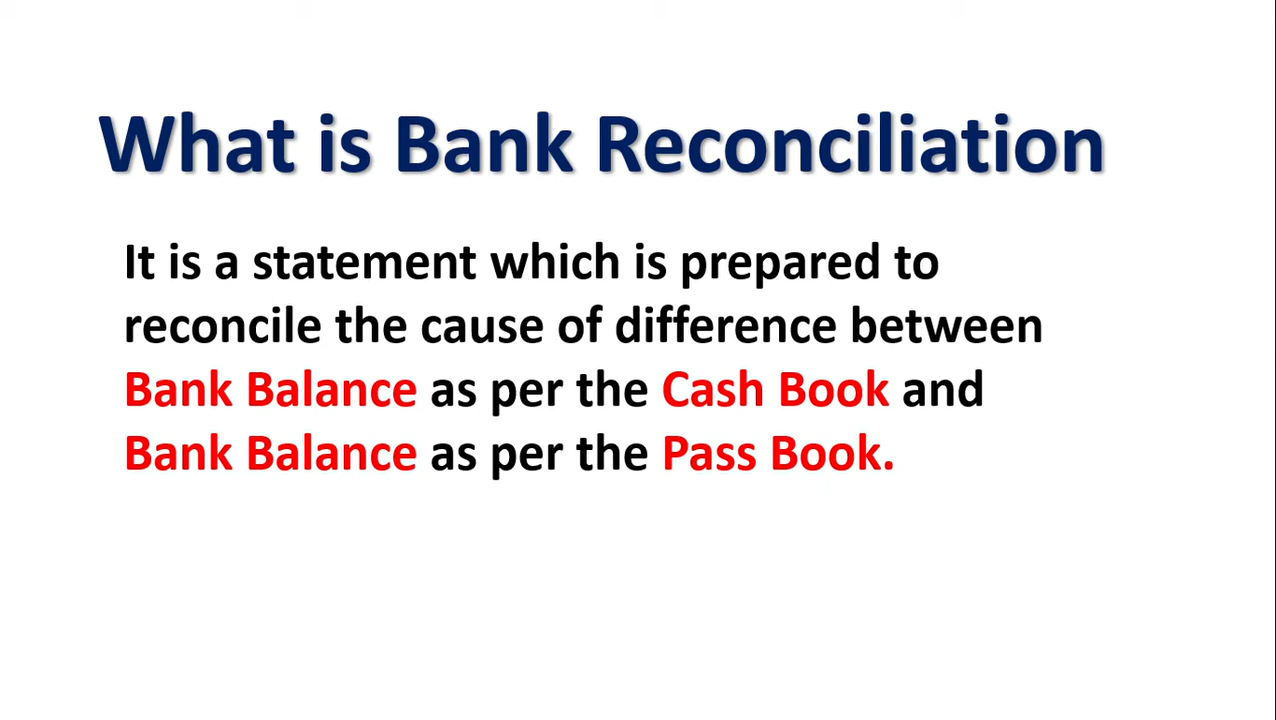 What is Bank Reconciliation
It is a statement which is prepared to
reconcile the cause of difference between
Bank Balance as per the Cash Book and
Bank Balance as per the Pass Book.